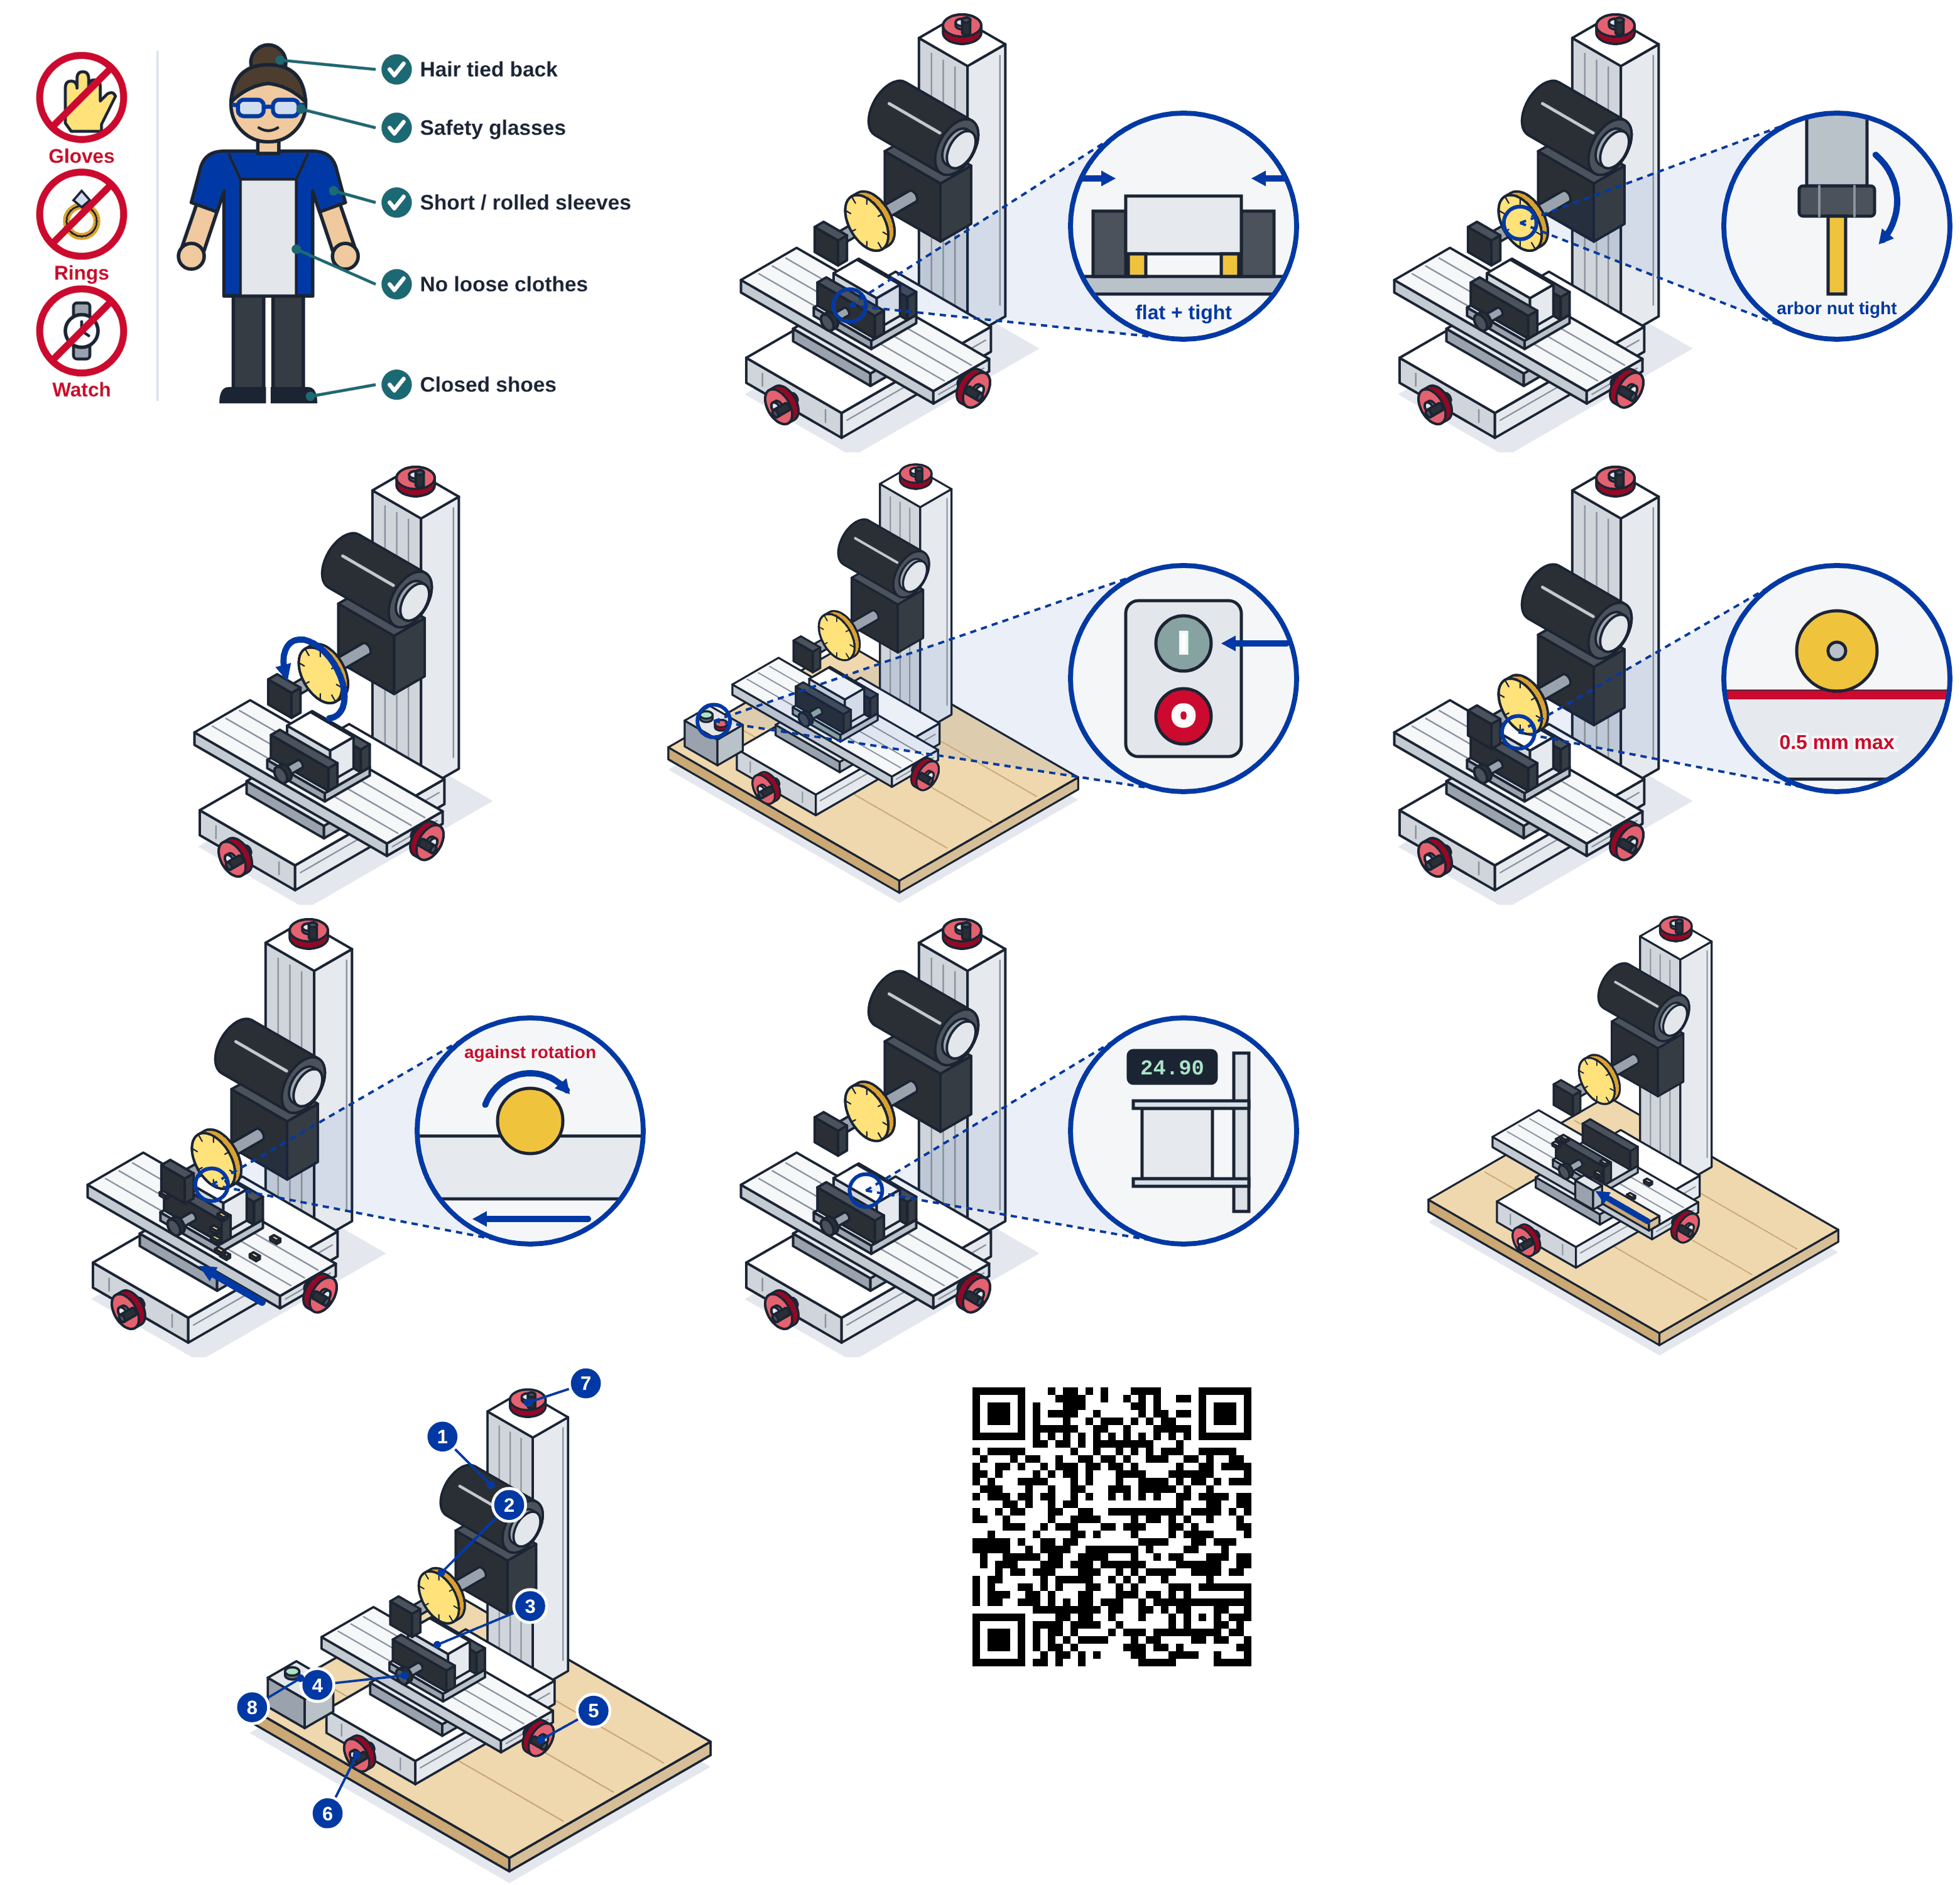 Gloves
Rings
Watch
Hair tied back
Safety glasses
Short / rolled sleeves
No loose clothes
Closed shoes
flat + tight
arbor nut tight
I
O
0.5 mm max
against rotation
24.90
7
1
2
3
4
8
5
6